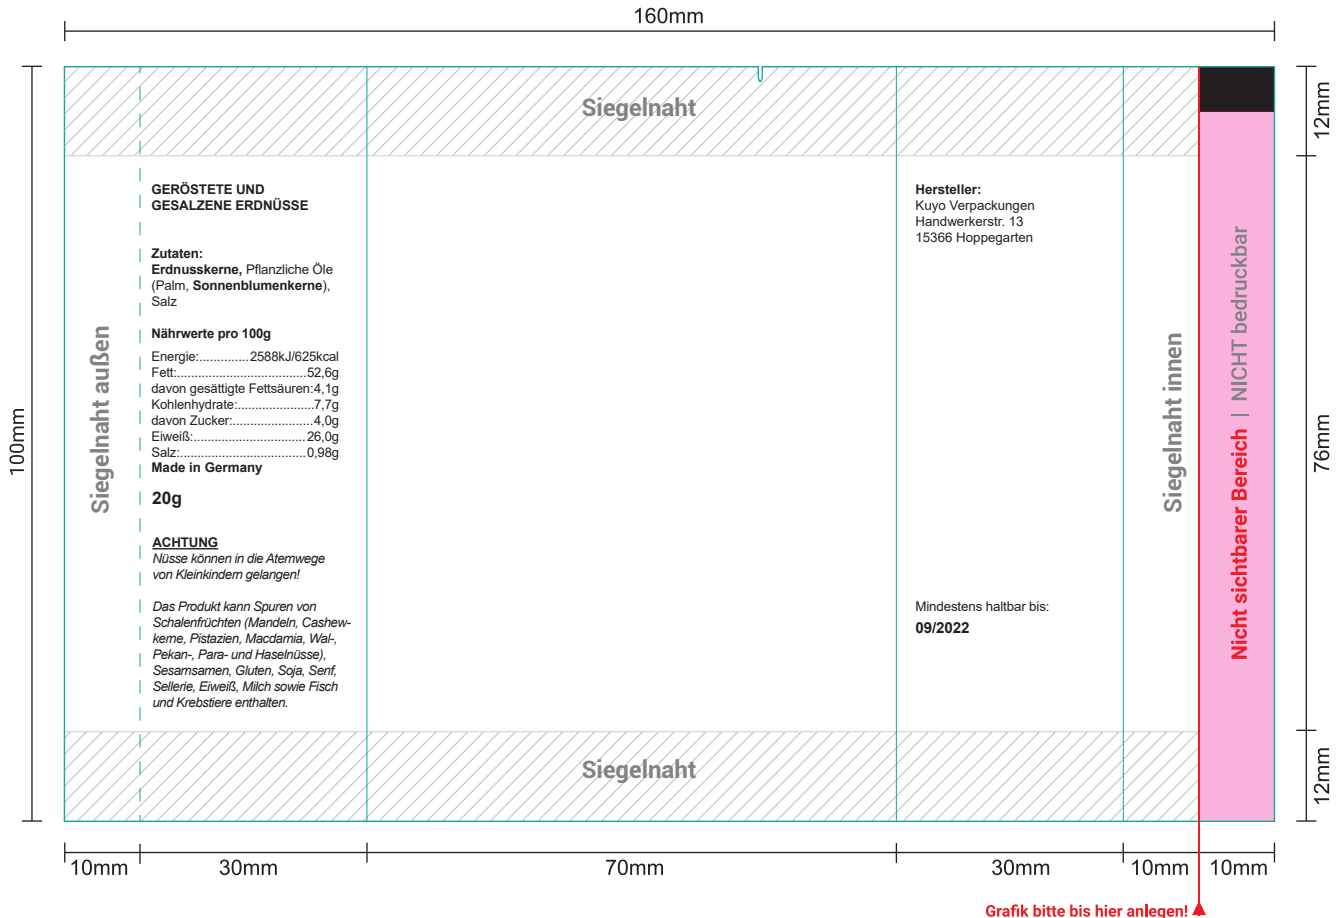 160mm
Siegelnaht
12mm
100mm
Siegelnaht außen
GERÖSTETE UND
GESALZENE ERDNÜSSE
Zutaten:
Erdnusskerne, Pflanzliche Öle
(Palm, Sonnenblumenkerne),
Salz
Nährwerte pro 100g
Energie:...............2588kJ/625kcal
Fett:.......................................52,6g
davon gesättigte Fettsäuren:4,1g
Kohlenhydrate:.......................7,7g
davon Zucker:........................4,0g
Eiweiß:..................................26,0g
Salz:......................................0,98g
Made in Germany
20g
ACHTUNG
Nüsse können in die Atemwege
von Kleinkindern gelangen!
Das Produkt kann Spuren von
Schalenfrüchten (Mandeln, Cashew-
kerne, Pistazien, Macdamia, Wal-,
Pekan-, Para- und Haselnüsse),
Sesamsamen, Gluten, Soja, Senf,
Sellerie, Eiweiß, Milch sowie Fisch
und Krebstiere enthalten.
Hersteller:
Kuyo Verpackungen
Handwerkerstr. 13
15366 Hoppegarten
Mindestens haltbar bis:
09/2022
Siegelnaht innen
Nicht sichtbarer Bereich | NICHT bedruckbar
76mm
Siegelnaht
12mm
10mm
30mm
70mm
30mm
10mm
10mm
Grafik bitte bis hier anlegen!